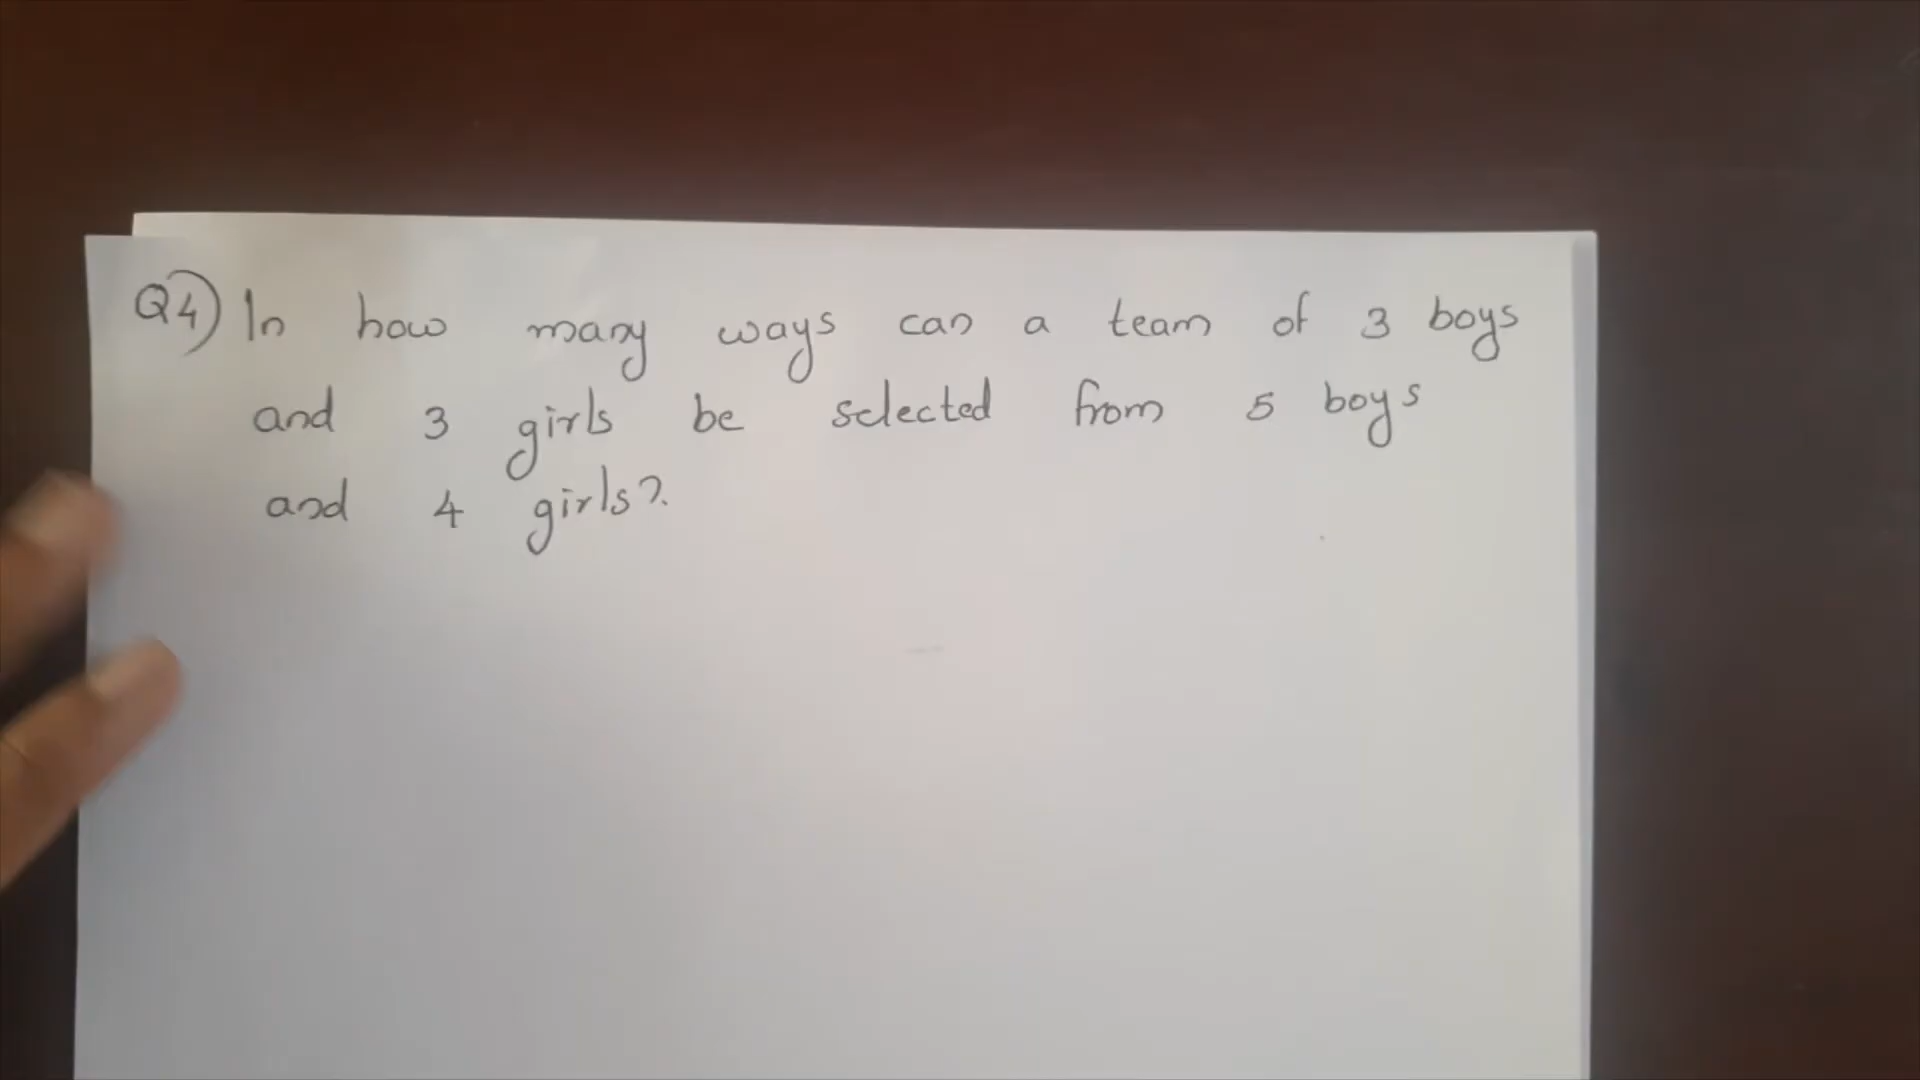 Q4) In how many ways can a team of 3 boys
and 3 girls be selected from 5 boys
and 4 girls?